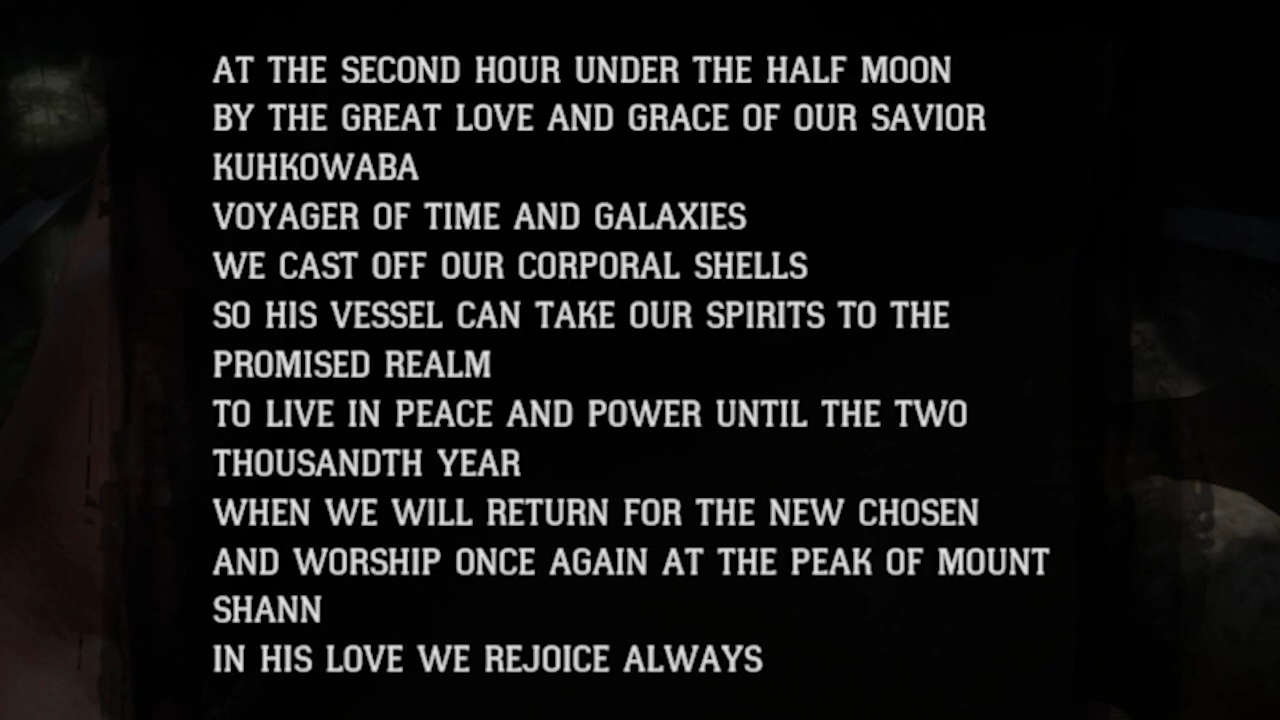 AT THE SECOND HOUR UNDER THE HALF MOON
BY THE GREAT LOVE AND GRACE OF OUR SAVIOR
KUHKOWABA
VOYAGER OF TIME AND GALAXIES
WE CAST OFF OUR CORPORAL SHELLS
SO HIS VESSEL CAN TAKE OUR SPIRITS TO THE
PROMISED REALM
TO LIVE IN PEACE AND POWER UNTIL THE TWO
THOUSANDTH YEAR
WHEN WE WILL RETURN FOR THE NEW CHOSEN
AND WORSHIP ONCE AGAIN AT THE PEAK OF MOUNT
SHANN
IN HIS LOVE WE REJOICE ALWAYS